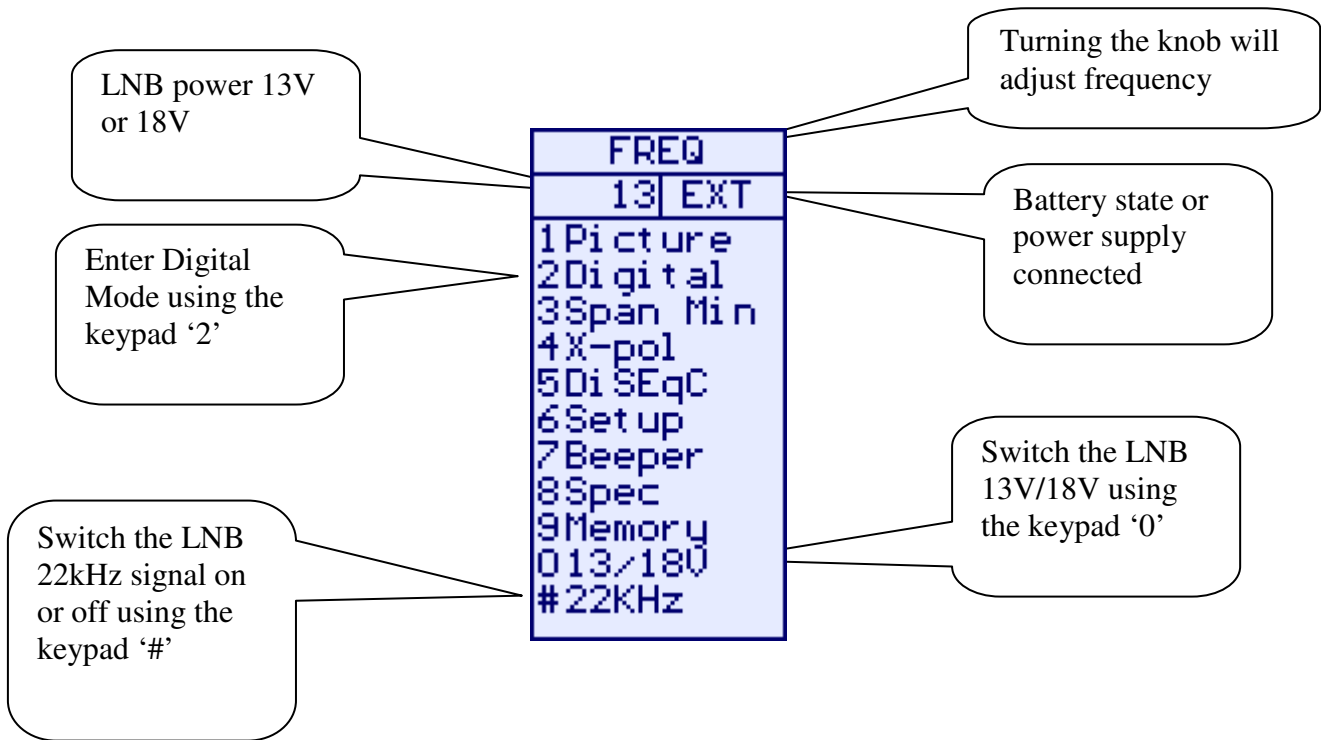 LNB power 13V
or 18V
Turning the knob will
adjust frequency
FREQ
13 EXT
Battery state or
power supply
connected
Enter Digital
Mode using the
keypad ‘2’
1Picture
2Digital
3Span Min
4X-pol
5DiSEqC
6Setup
7Beeper
8Spec
9Memory
013/18V
#22KHz
Switch the LNB
13V/18V using
the keypad ‘0’
Switch the LNB
22kHz signal on
or off using the
keypad ‘#’